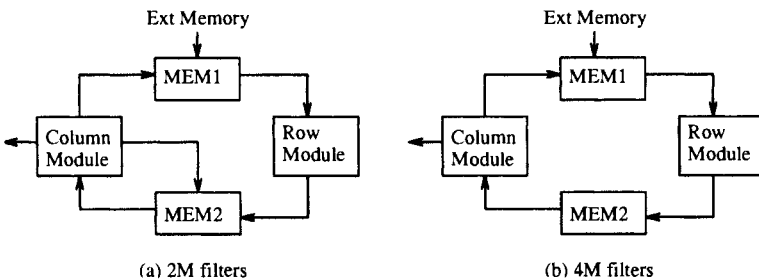 Ext Memory
MEM1
Column
Module
Row
Module
MEM2
(a) 2M filters
Ext Memory
MEM1
Column
Module
Row
Module
MEM2
(b) 4M filters